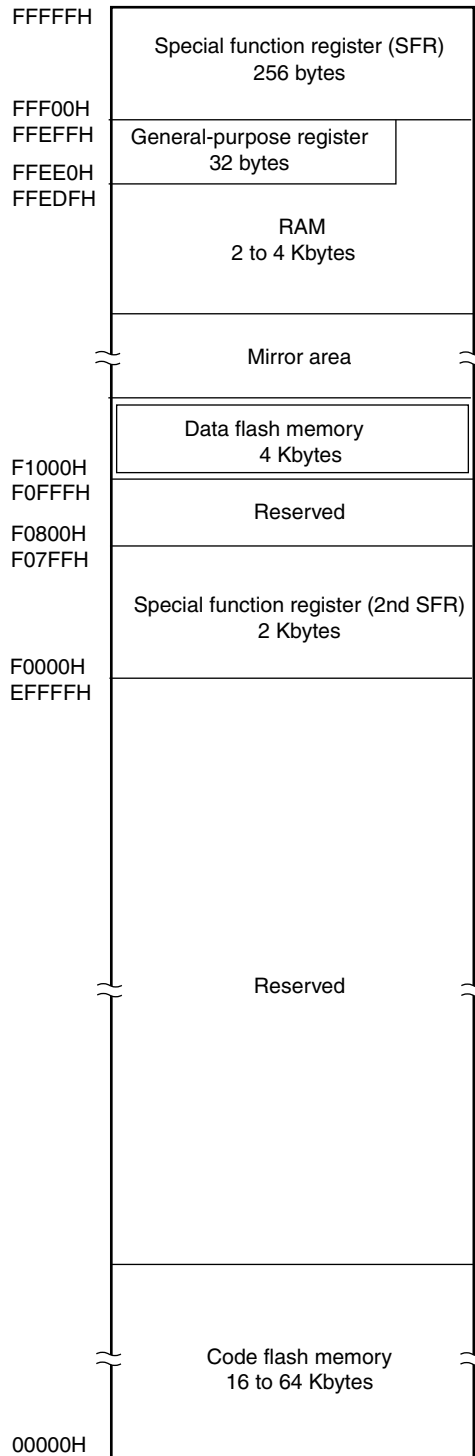 FFFFFH
Special function register (SFR)
256 bytes
FFF00H
FFEFFH
General-purpose register
32 bytes
FFEE0H
FFEDFH
RAM
2 to 4 Kbytes
Mirror area
Data flash memory
4 Kbytes
F1000H
F0FFFH
Reserved
F0800H
F07FFH
Special function register (2nd SFR)
2 Kbytes
F0000H
EFFFFH
Reserved
Code flash memory
16 to 64 Kbytes
00000H